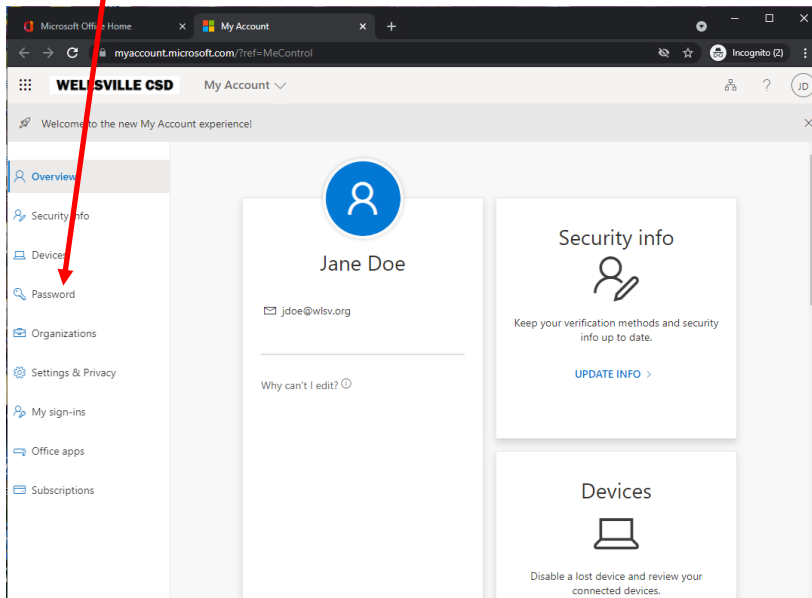 Microsoft Office Home
My Account
myaccount.microsoft.com/?ref=MeControl
Incognito (2)
WELLSVILLE CSD
My Account
?
JD
Welcome to the new My Account experience!
Overview
Security info
Devices
Password
Organizations
Settings & Privacy
My sign-ins
Office apps
Subscriptions
Jane Doe
jdoe@wlsv.org
Why can't I edit?
Security info
Keep your verification methods and security
info up to date.
UPDATE INFO >
Devices
Disable a lost device and review your
connected devices.